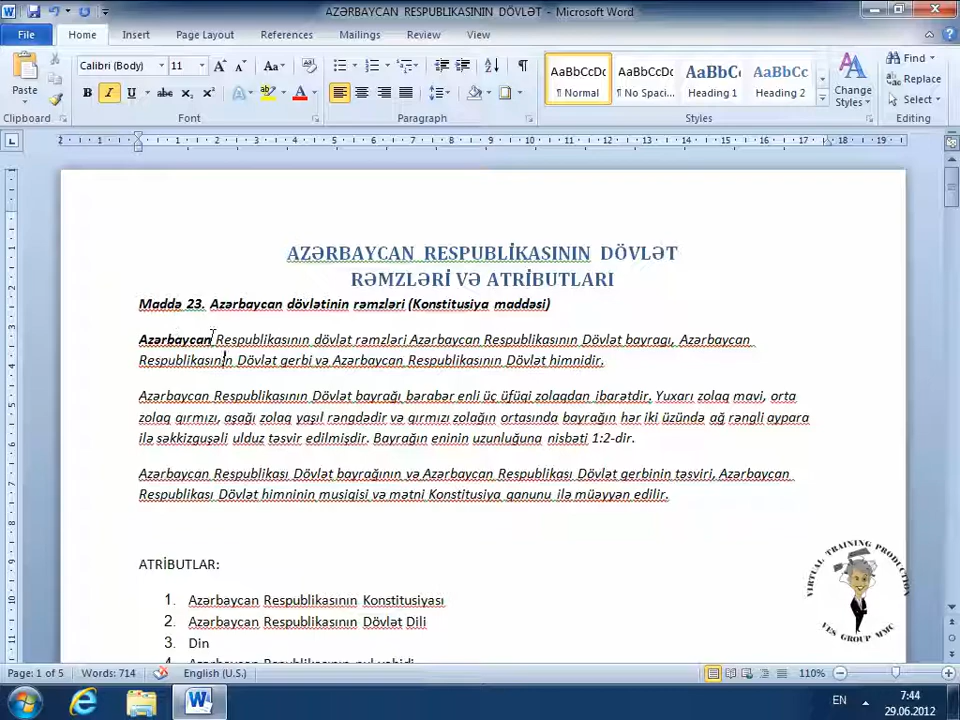 AZƏRBAYCAN RESPUBLİKASININ DÖVLƏT - Microsoft Word
File Home Insert Page Layout References Mailings Review View
Paste
Calibri (Body) 11
AaBbCcDc AaBbCcDc AaBbC AaBbCc
¶ Normal ¶ No Spaci... Heading 1 Heading 2
Change Styles
Find
Replace
Select
Clipboard Font Paragraph Styles Editing
AZƏRBAYCAN RESPUBLİKASININ DÖVLƏT
RƏMZLƏRİ VƏ ATRİBUTLARI
Maddə 23. Azərbaycan dövlətinin rəmzləri (Konstitusiya maddəsi)
Azərbaycan Respublikasının dövlət rəmzləri Azərbaycan Respublikasının Dövlət bayrağı, Azərbaycan
Respublikasının Dövlət gerbi və Azərbaycan Respublikasının Dövlət himnidir.
Azərbaycan Respublikasının Dövlət bayrağı bərabər enli üç üfüqi zolaqdan ibarətdir. Yuxarı zolaq mavi, orta
zolaq qırmızı, aşağı zolaq yaşıl rəngdədir və qırmızı zolağın ortasında bayrağın hər iki üzündə ağ rəngli aypara
ilə səkkizguşəli ulduz təsvir edilmişdir. Bayrağın eninin uzunluğuna nisbəti 1:2-dir.
Azərbaycan Respublikası Dövlət bayrağının və Azərbaycan Respublikası Dövlət gerbinin təsviri, Azərbaycan
Respublikası Dövlət himninin musiqisi və mətni Konstitusiya qanunu ilə müəyyən edilir.
ATRİBUTLAR:
1. Azərbaycan Respublikasının Konstitusiyası
2. Azərbaycan Respublikasının Dövlət Dili
3. Din
4. Azərbaycan Respublikasının pul vahidi
VIRTUAL TRAINING PRODUCTION
YES GROUP MMC
Page: 1 of 5 Words: 714 English (U.S.) 110%
EN 7:44
29.06.2012